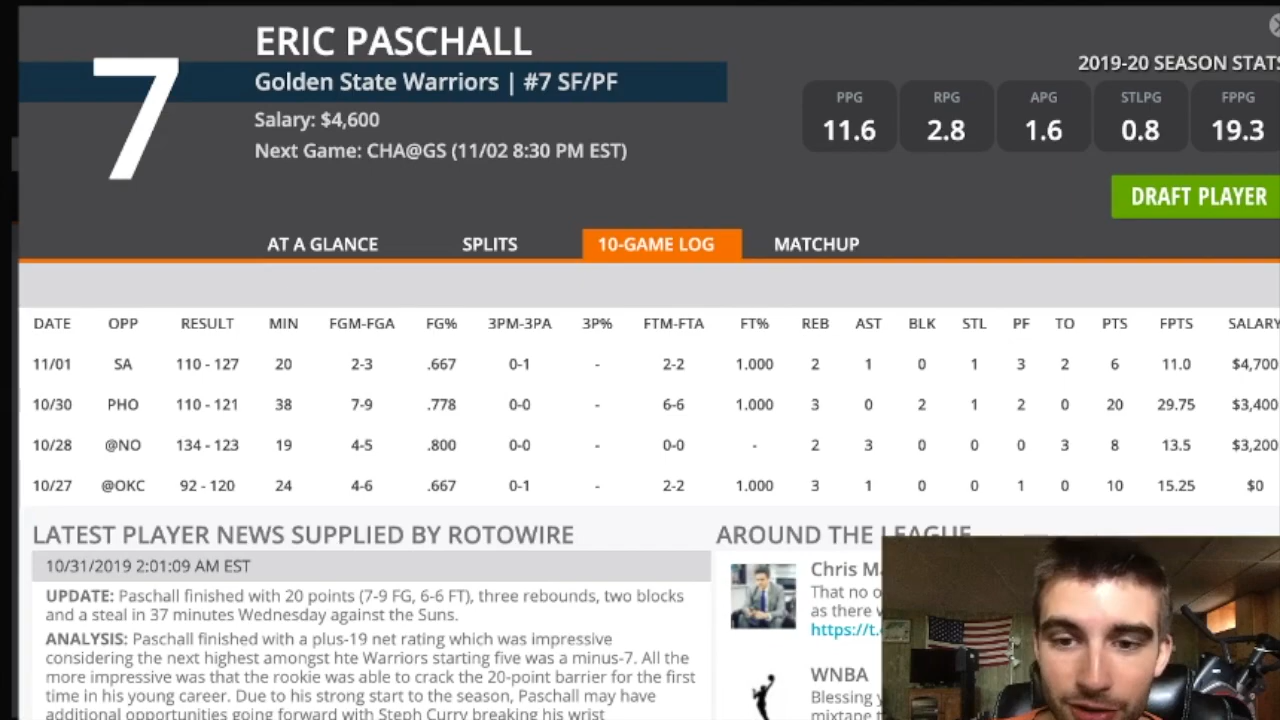 7
ERIC PASCHALL
Golden State Warriors | #7 SF/PF
Salary: $4,600
Next Game: CHA@GS (11/02 8:30 PM EST)
2019-20 SEASON STATS
PPG RPG APG STLPG FPPG
11.6 2.8 1.6 0.8 19.3
DRAFT PLAYER
AT A GLANCE SPLITS 10-GAME LOG MATCHUP
DATE OPP RESULT MIN FGM-FGA FG% 3PM-3PA 3P% FTM-FTA FT% REB AST BLK STL PF TO PTS FPTS SALARY
11/01 SA 110 - 127 20 2-3 .667 0-1 - 2-2 1.000 2 1 0 1 3 2 6 11.0 $4,700
10/30 PHO 110 - 121 38 7-9 .778 0-0 - 6-6 1.000 3 0 2 1 2 0 20 29.75 $3,400
10/28 @NO 134 - 123 19 4-5 .800 0-0 - 0-0 - 2 3 0 0 0 3 8 13.5 $3,200
10/27 @OKC 92 - 120 24 4-6 .667 0-1 - 2-2 1.000 3 1 0 0 1 0 10 15.25 $0
LATEST PLAYER NEWS SUPPLIED BY ROTOWIRE
10/31/2019 2:01:09 AM EST
UPDATE: Paschall finished with 20 points (7-9 FG, 6-6 FT), three rebounds, two blocks
and a steal in 37 minutes Wednesday against the Suns.
ANALYSIS: Paschall finished with a plus-19 net rating which was impressive
considering the next highest amongst hte Warriors starting five was a minus-7. All the
more impressive was that the rookie was able to crack the 20-point barrier for the first
time in his young career. Due to his strong start to the season, Paschall may have
additional opportunities going forward with Steph Curry breaking his wrist
AROUND THE LEAGUE
Chris
That no o
as there
https://t.
WNBA
Blessing
mixtape